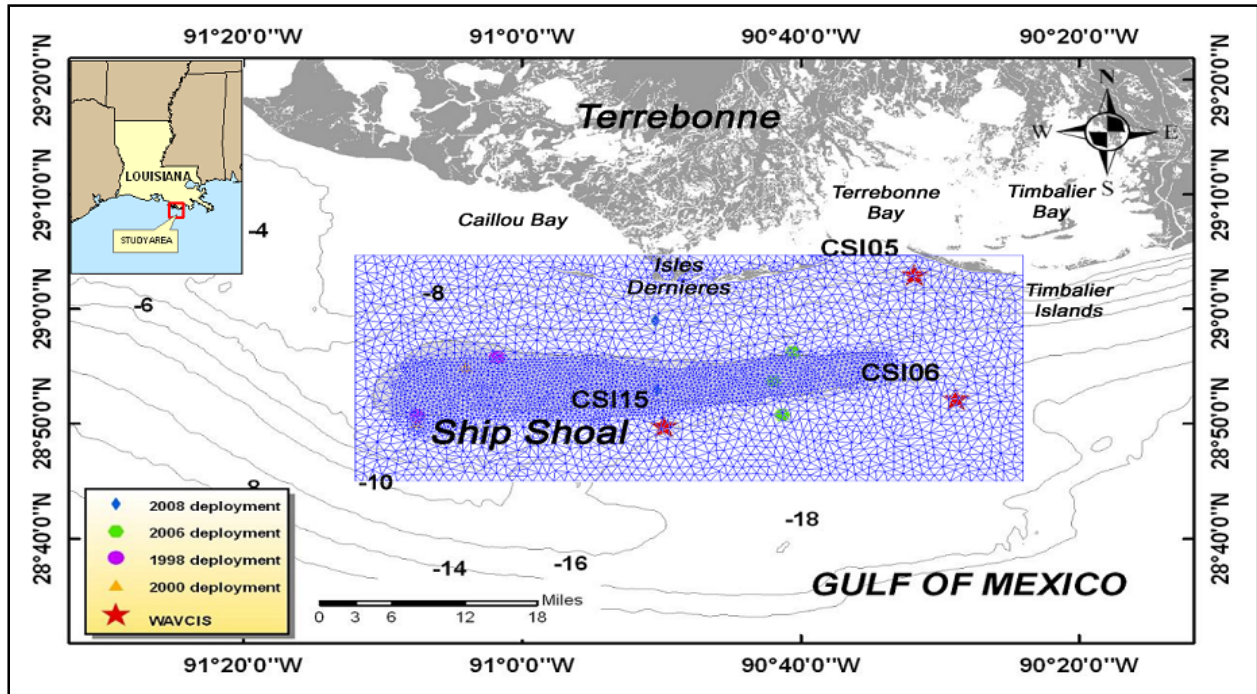 91°20'0"W 91°0'0"W 90°40'0"W 90°20'0"W
29°20'0"N
29°10'0"N
29°0'0"N
28°50'0"N
28°40'0"N
29°20'0"N
29°10'0"N
29°0'0"N
28°50'0"N
28°40'0"N
LOUISIANA
STUDY AREA
Terrebonne
N
W E
S
Terrebonne
Bay
Timbalier
Bay
Caillou Bay
-4
CSI05
Isles
Dernieres
-6
-8
Timbalier
Islands
CSI06
CSI15
Ship Shoal
-10
-18
-14
-16
GULF OF MEXICO
2008 deployment
2006 deployment
1998 deployment
2000 deployment
WAVCIS
Miles
0 3 6 12 18
91°20'0"W 91°0'0"W 90°40'0"W 90°20'0"W